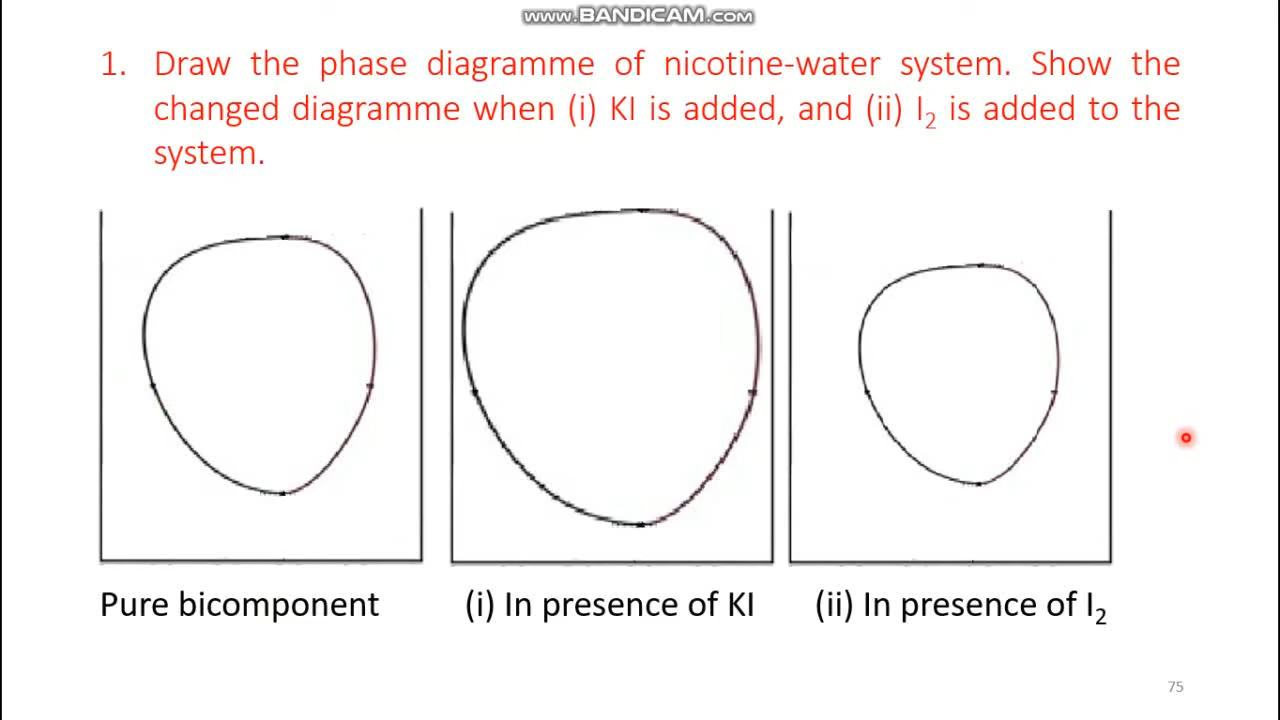 www.BANDICAM.com
1. Draw the phase diagramme of nicotine-water system. Show the
changed diagramme when (i) KI is added, and (ii) I₂ is added to the
system.
Pure bicomponent
(i) In presence of KI
(ii) In presence of I₂
75